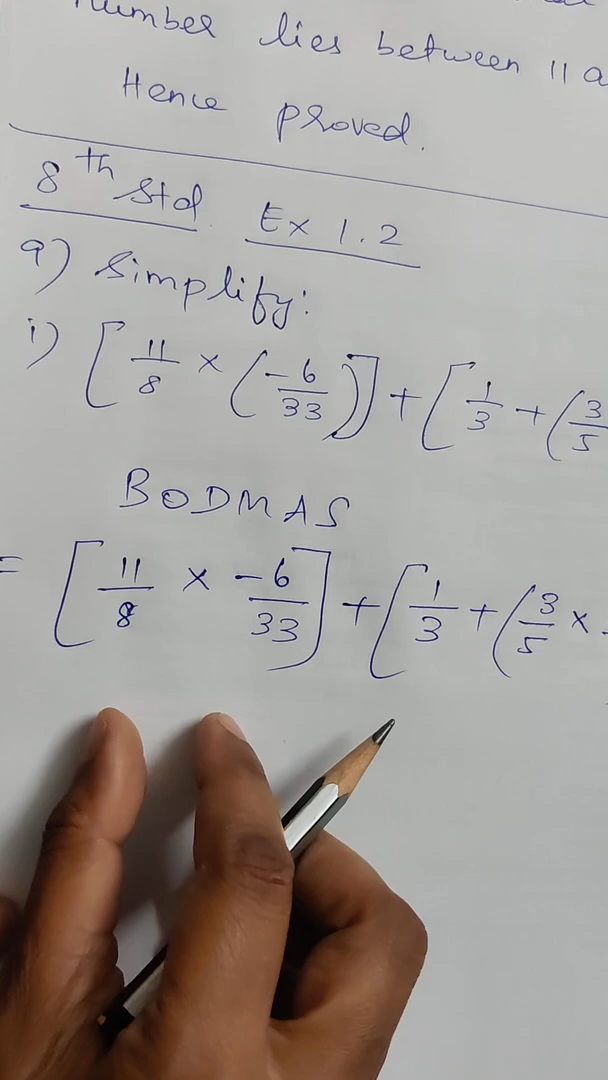 number lies between 11 a
Hence proved.
8th Std. Ex 1.2
9) Simplify:
i) [11/8 × (-6/33)] + [1/3 + (3/5
BODMAS
= [11/8 × -6/33] + [1/3 + (3/5 ×